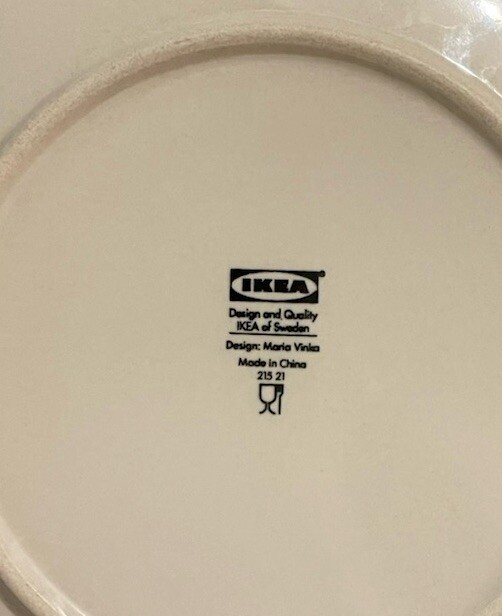 IKEA®
Design and Quality
IKEA of Sweden
Design: Maria Vinka
Made in China
215 21